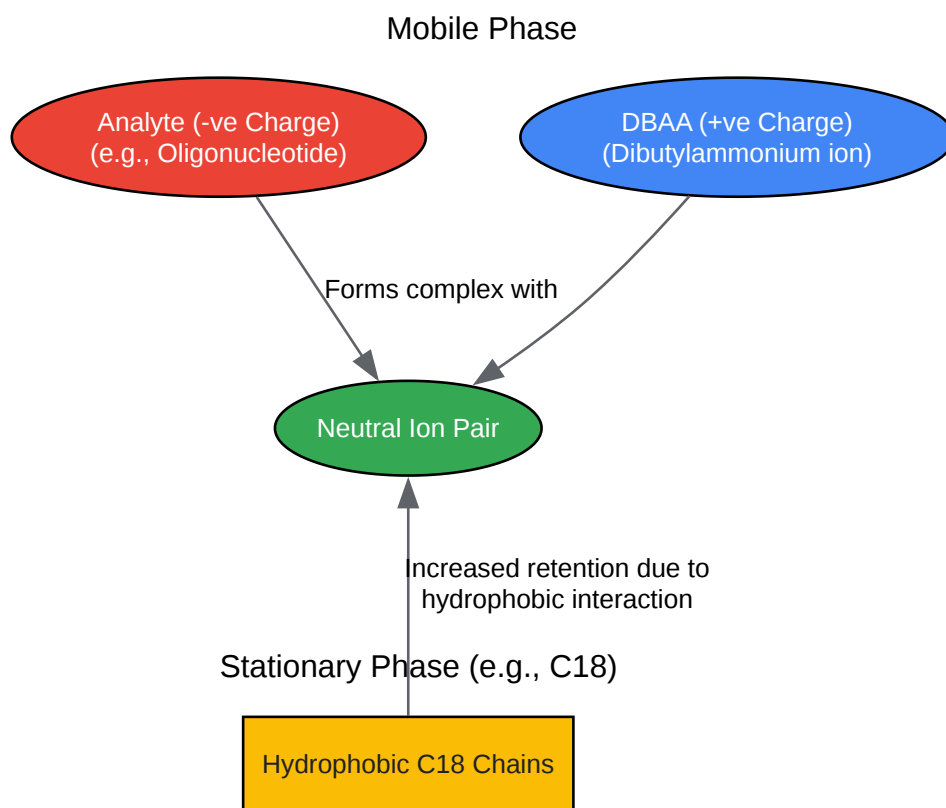 Mobile Phase
Analyte (-ve Charge)
(e.g., Oligonucleotide)
DBAA (+ve Charge)
(Dibutylammonium ion)
Forms complex with
Neutral Ion Pair
Increased retention due to
hydrophobic interaction
Stationary Phase (e.g., C18)
Hydrophobic C18 Chains